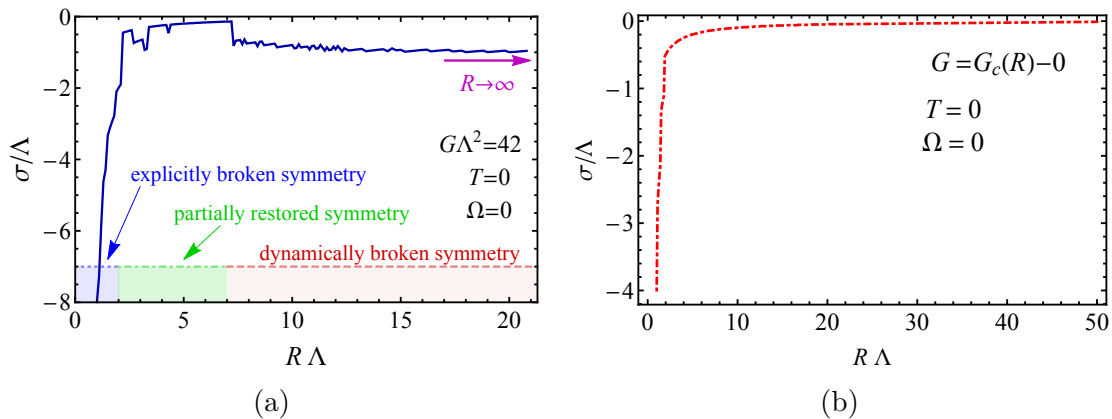 0
−2
−4
−6
−8
σ/Λ
R→∞
GΛ²=42
T=0
Ω=0
explicitly broken symmetry
partially restored symmetry
dynamically broken symmetry
0 5 10 15 20
R Λ
(a)
0
−1
−2
−3
−4
σ/Λ
G=G_c(R)−0
T = 0
Ω = 0
0 10 20 30 40 50
R Λ
(b)